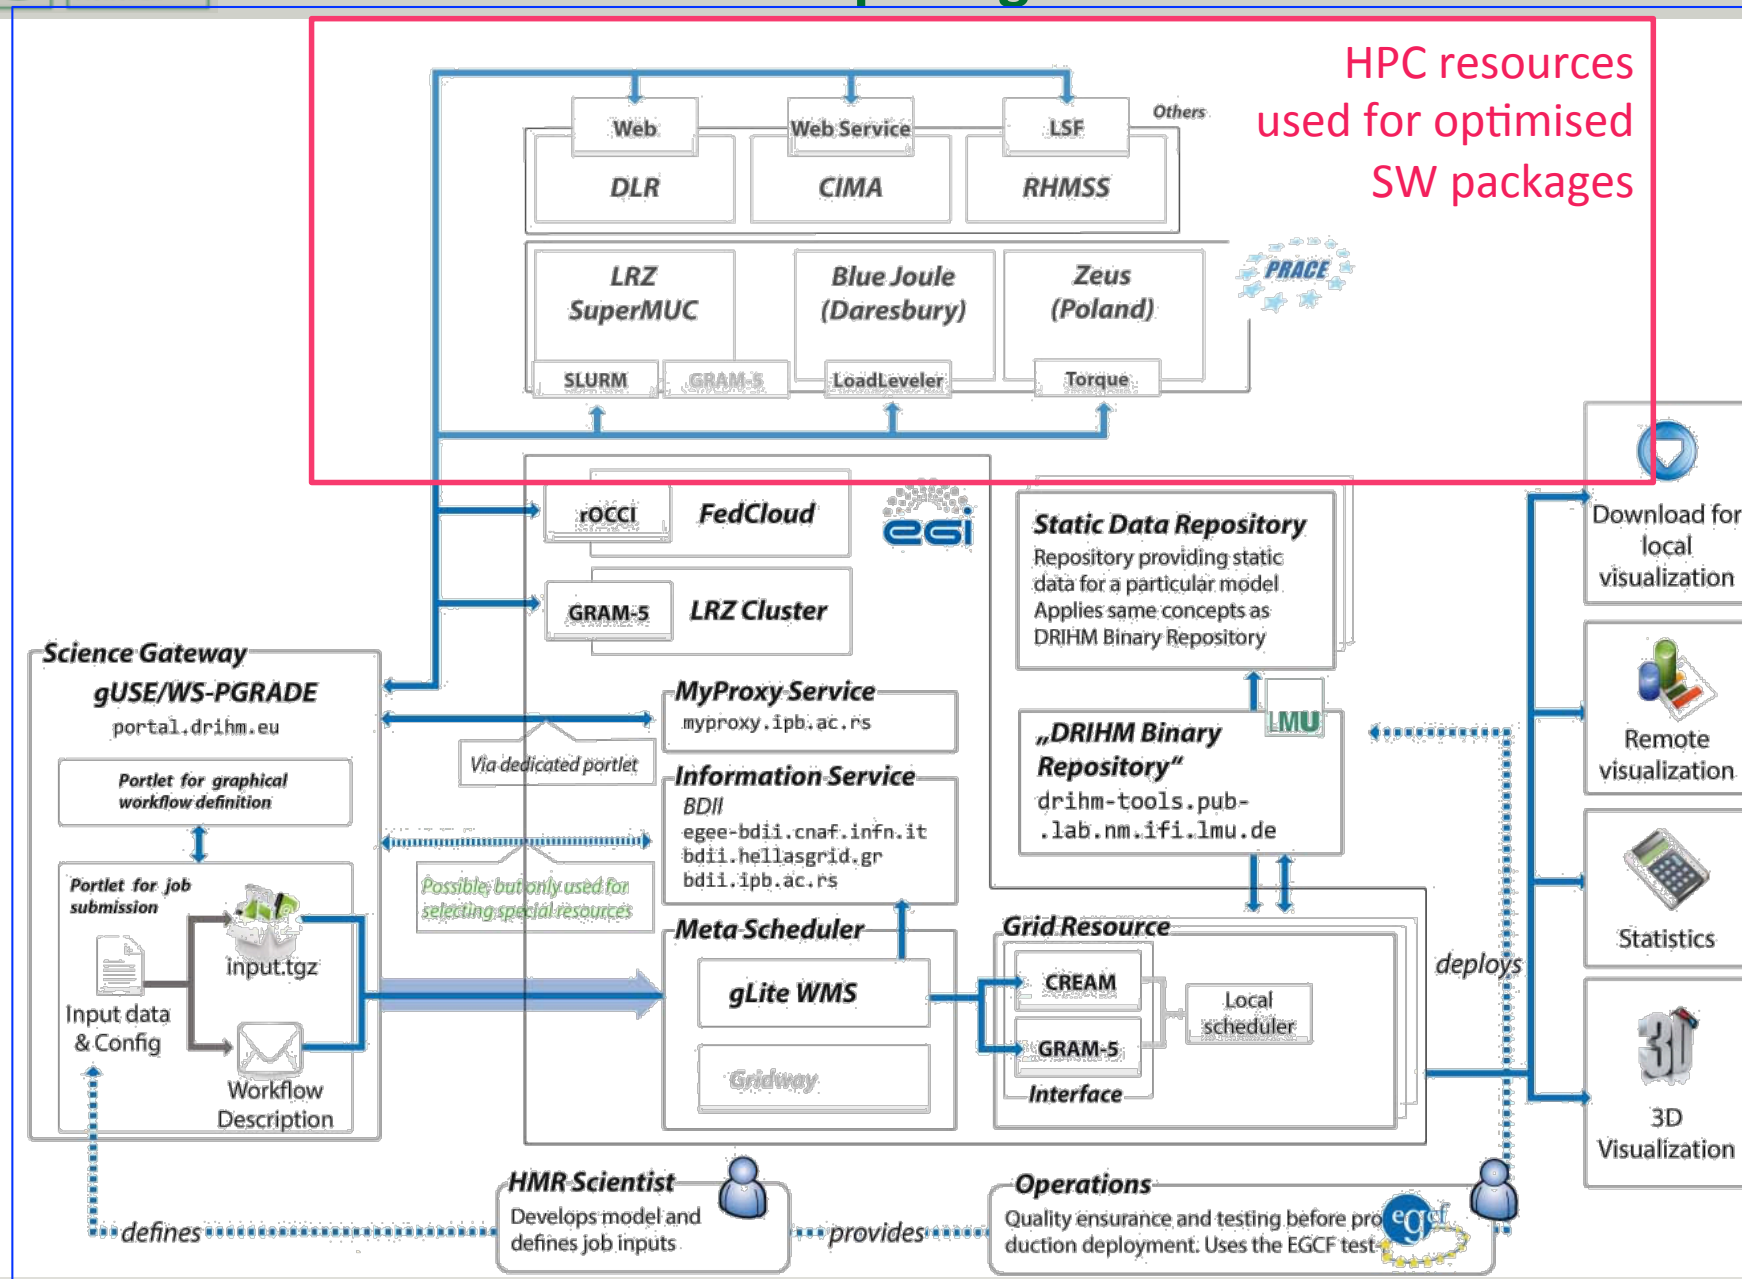 HPC resources
used for optimised
SW packages
Others
Web
Web Service
LSF
DLR
CIMA
RHMSS
LRZ
SuperMUC
Blue Joule
(Daresbury)
Zeus
(Poland)
PRACE
SLURM
GRAM-5
LoadLeveler
Torque
rOCCI
FedCloud
egi
GRAM-5
LRZ Cluster
Static Data Repository
Repository providing static
data for a particular model
Applies same concepts as
DRIHM Binary Repository
Download for
local
visualization
Science Gateway
gUSE/WS-PGRADE
portal.drihm.eu
MyProxy Service
myproxy.ipb.ac.rs
Via dedicated portlet
LMU
„DRIHM Binary
Repository“
drihm-tools.pub-
.lab.nm.ifi.lmu.de
Remote
visualization
Portlet for graphical
workflow definition
Information Service
BDII
egee-bdii.cnaf.infn.it
bdii.hellasgrid.gr
bdii.ipb.ac.rs
Possible, but only used for
selecting special resources
Portlet for job
submission
input.tgz
Input data
& Config
Workflow
Description
Meta Scheduler
gLite WMS
Gridway
Grid Resource
CREAM
GRAM-5
Interface
Local
scheduler
deploys
Statistics
3D
3D
Visualization
defines
HMR Scientist
Develops model and
defines job inputs
provides
Operations
Quality ensurance and testing before pro
duction deployment. Uses the EGCF test-
egcf